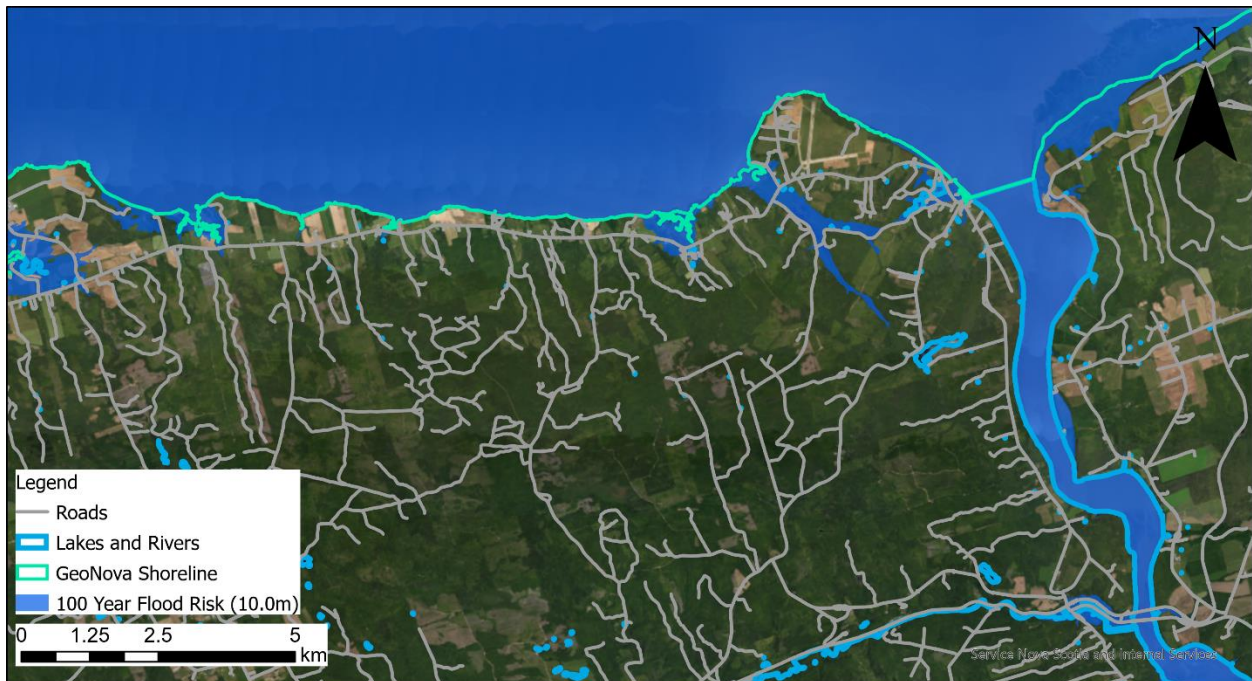 N
Legend
Roads
Lakes and Rivers
GeoNova Shoreline
100 Year Flood Risk (10.0m)
0 1.25 2.5 5
km
Service Nova Scotia and Internal Services